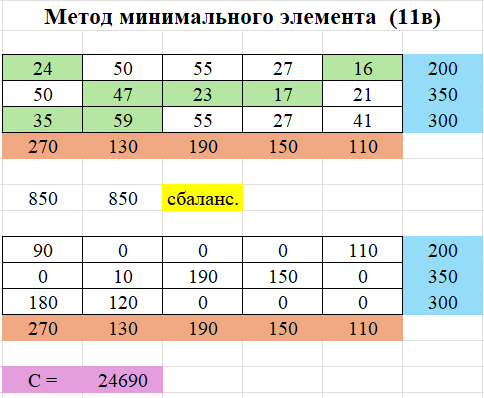 Метод минимального элемента (11в)
24 50 55 27 16 200
50 47 23 17 21 350
35 59 55 27 41 300
270 130 190 150 110
850 850 сбаланс.
90 0 0 0 110 200
0 10 190 150 0 350
180 120 0 0 0 300
270 130 190 150 110
C = 24690